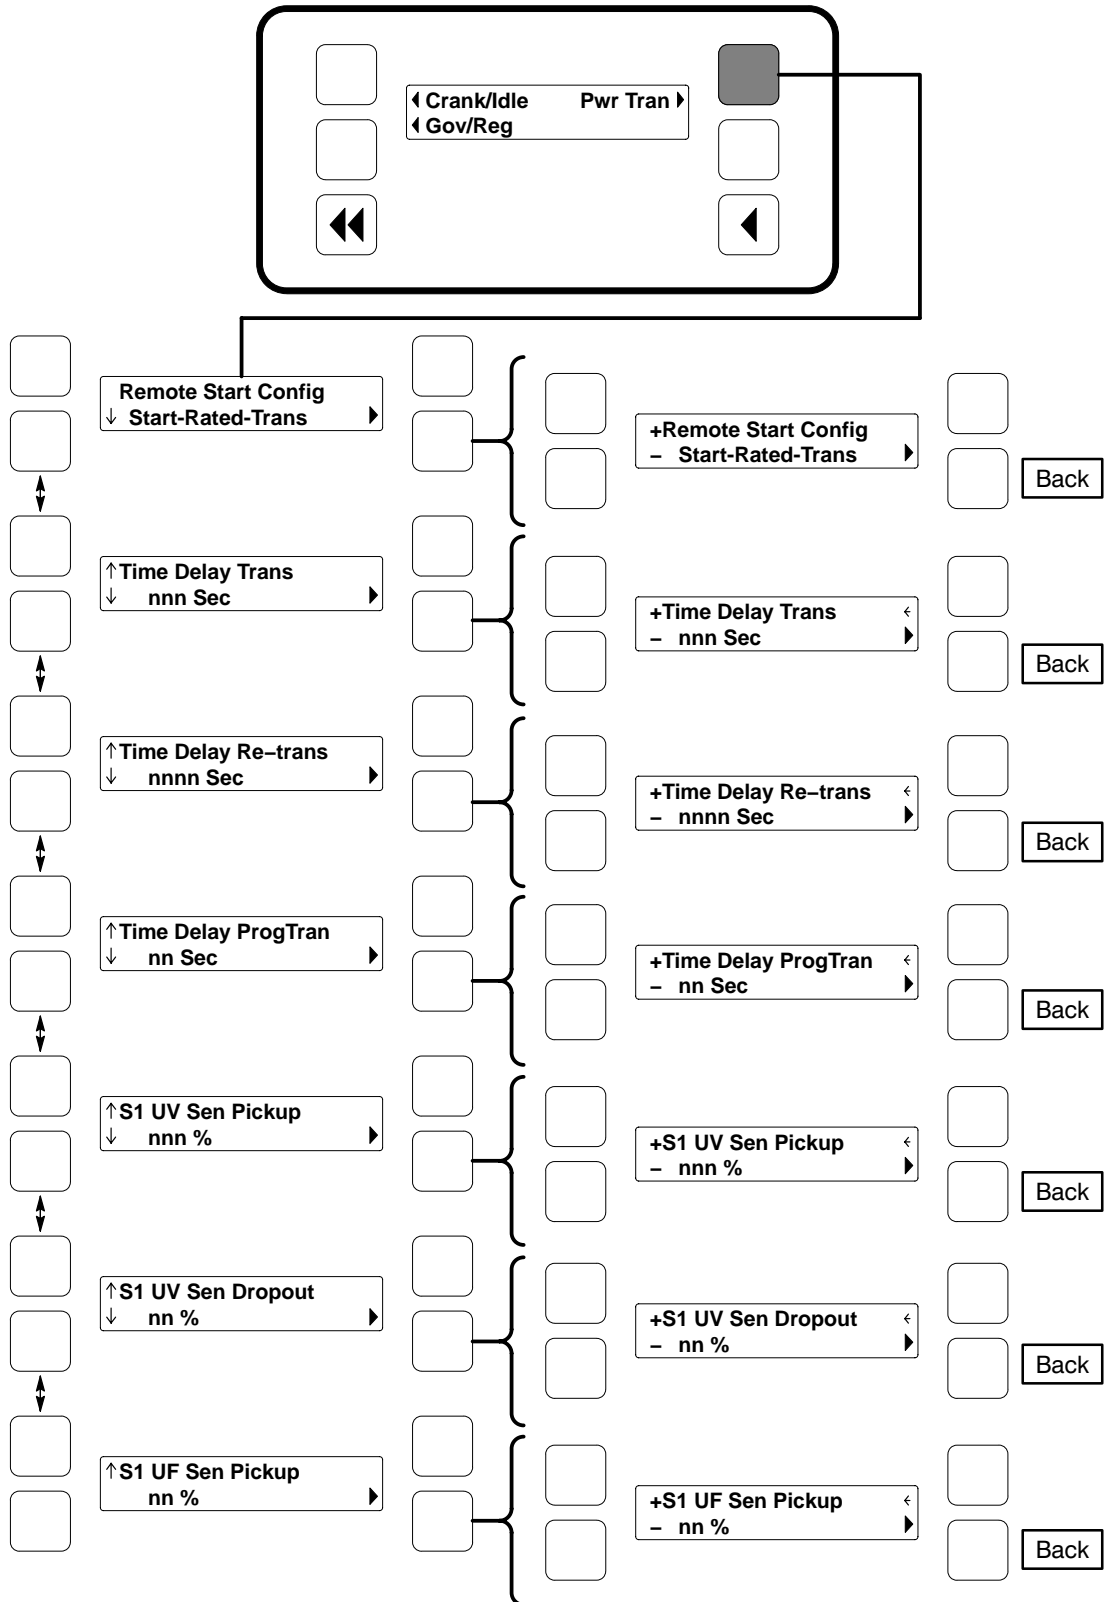 Crank/Idle Pwr Tran
Gov/Reg
Remote Start Config
↓ Start-Rated-Trans
+Remote Start Config
– Start-Rated-Trans
Back
↑Time Delay Trans
↓ nnn Sec
+Time Delay Trans ←
– nnn Sec
Back
↑Time Delay Re–trans
↓ nnnn Sec
+Time Delay Re–trans ←
– nnnn Sec
Back
↑Time Delay ProgTran
↓ nn Sec
+Time Delay ProgTran ←
– nn Sec
Back
↑S1 UV Sen Pickup
↓ nnn %
+S1 UV Sen Pickup ←
– nnn %
Back
↑S1 UV Sen Dropout
↓ nn %
+S1 UV Sen Dropout ←
– nn %
Back
↑S1 UF Sen Pickup
nn %
+S1 UF Sen Pickup ←
– nn %
Back